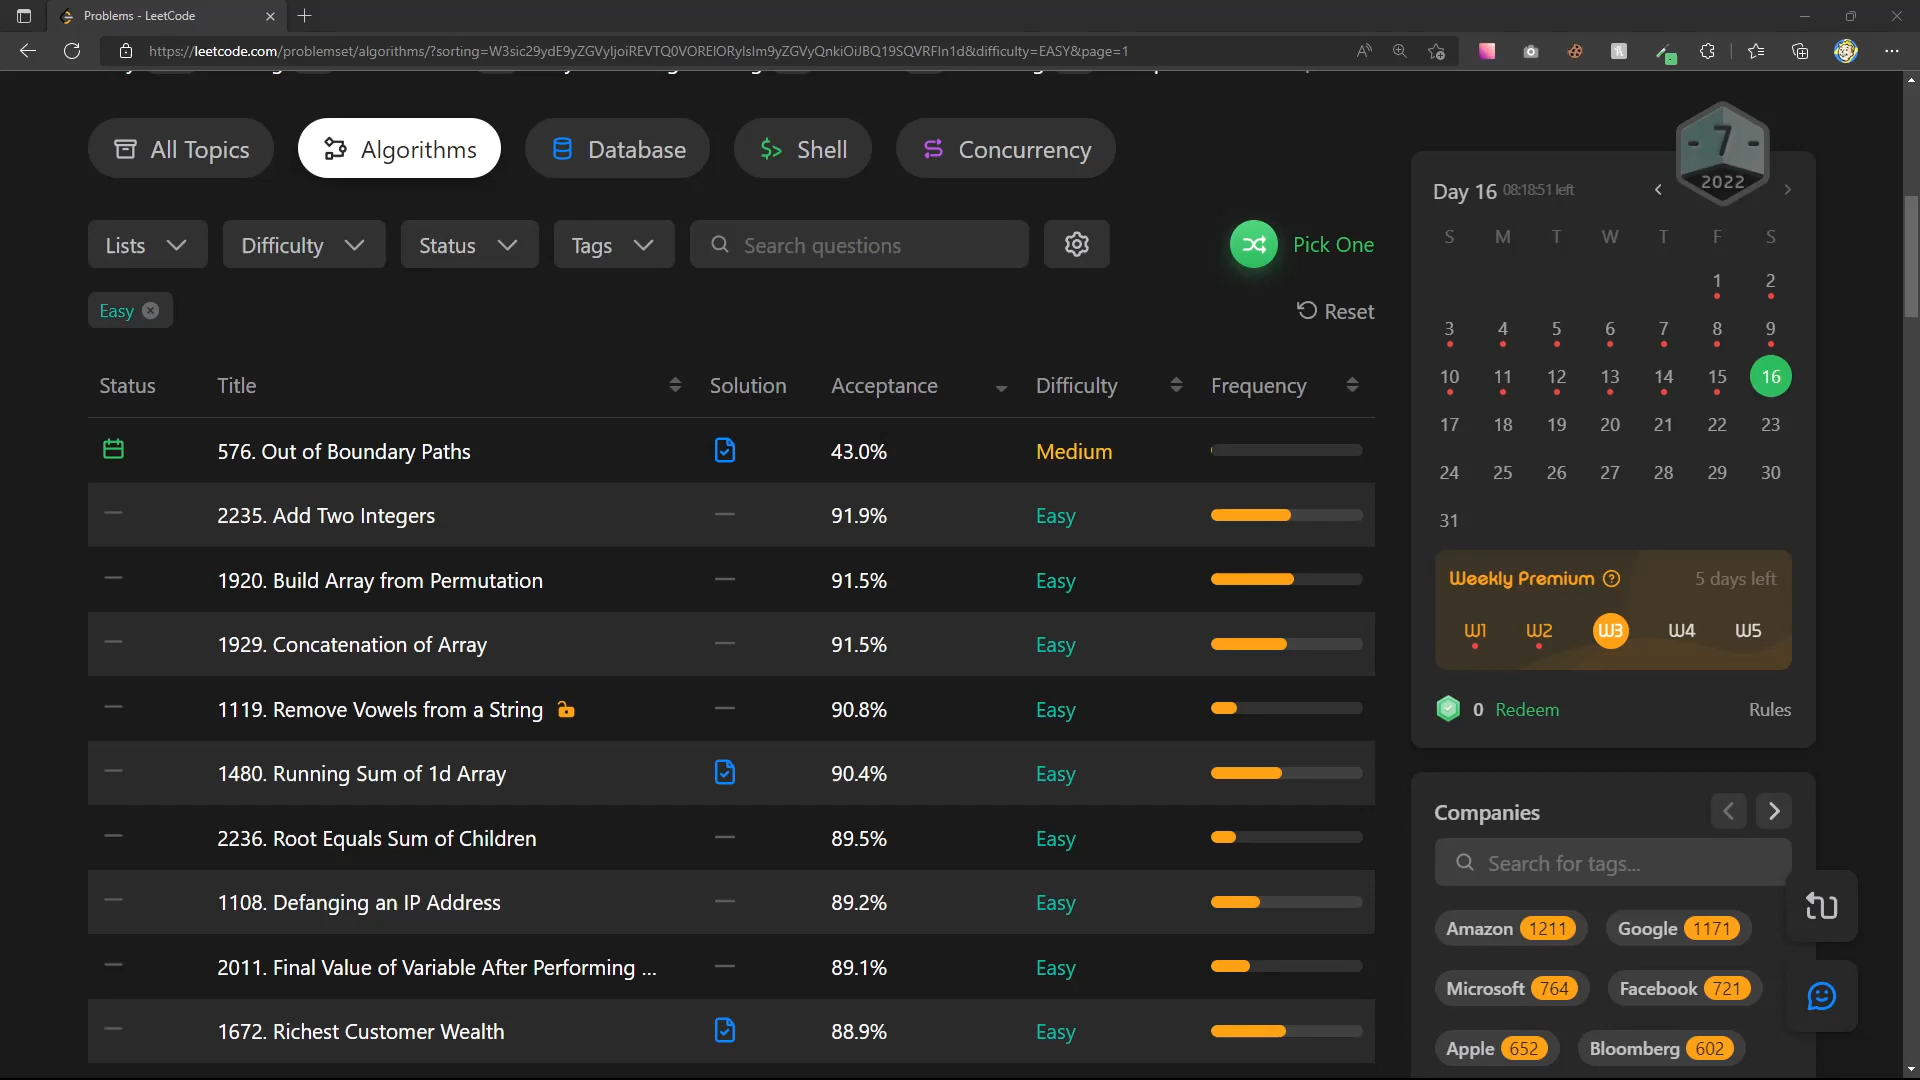 Problems - LeetCode
https://leetcode.com/problemset/algorithms/?sorting=W3sic29ydE9yZGVyIjoiREVTQ0VOREIORyIsIm9yZGVyQnkiOiJBQ19SQVRFIn1d&difficulty=EASY&page=1
All Topics
Algorithms
Database
Shell
Concurrency
Lists
Difficulty
Status
Tags
Search questions
Pick One
Easy
Reset
Status Title Solution Acceptance Difficulty Frequency
576. Out of Boundary Paths 43.0% Medium
2235. Add Two Integers 91.9% Easy
1920. Build Array from Permutation 91.5% Easy
1929. Concatenation of Array 91.5% Easy
1119. Remove Vowels from a String 90.8% Easy
1480. Running Sum of 1d Array 90.4% Easy
2236. Root Equals Sum of Children 89.5% Easy
1108. Defanging an IP Address 89.2% Easy
2011. Final Value of Variable After Performing ... 89.1% Easy
1672. Richest Customer Wealth 88.9% Easy
7
2022
Day 16 08:18:51 left
S M T W T F S
1 2
3 4 5 6 7 8 9
10 11 12 13 14 15 16
17 18 19 20 21 22 23
24 25 26 27 28 29 30
31
Weekly Premium 5 days left
W1 W2 W3 W4 W5
0 Redeem Rules
Companies
Search for tags...
Amazon 1211 Google 1171
Microsoft 764 Facebook 721
Apple 652 Bloomberg 602